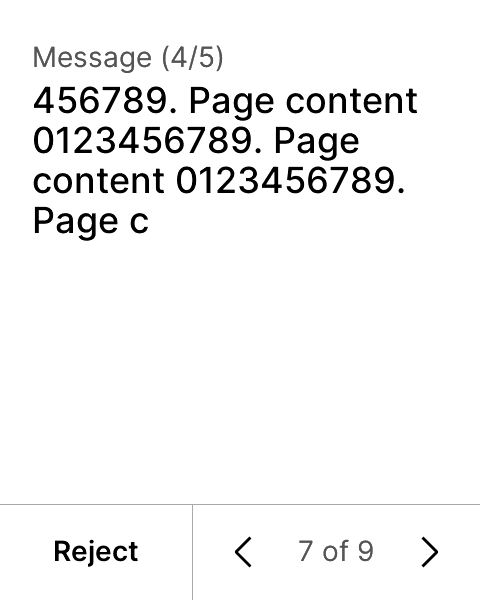 Message (4/5)
456789. Page content
0123456789. Page
content 0123456789.
Page c
Reject
7 of 9